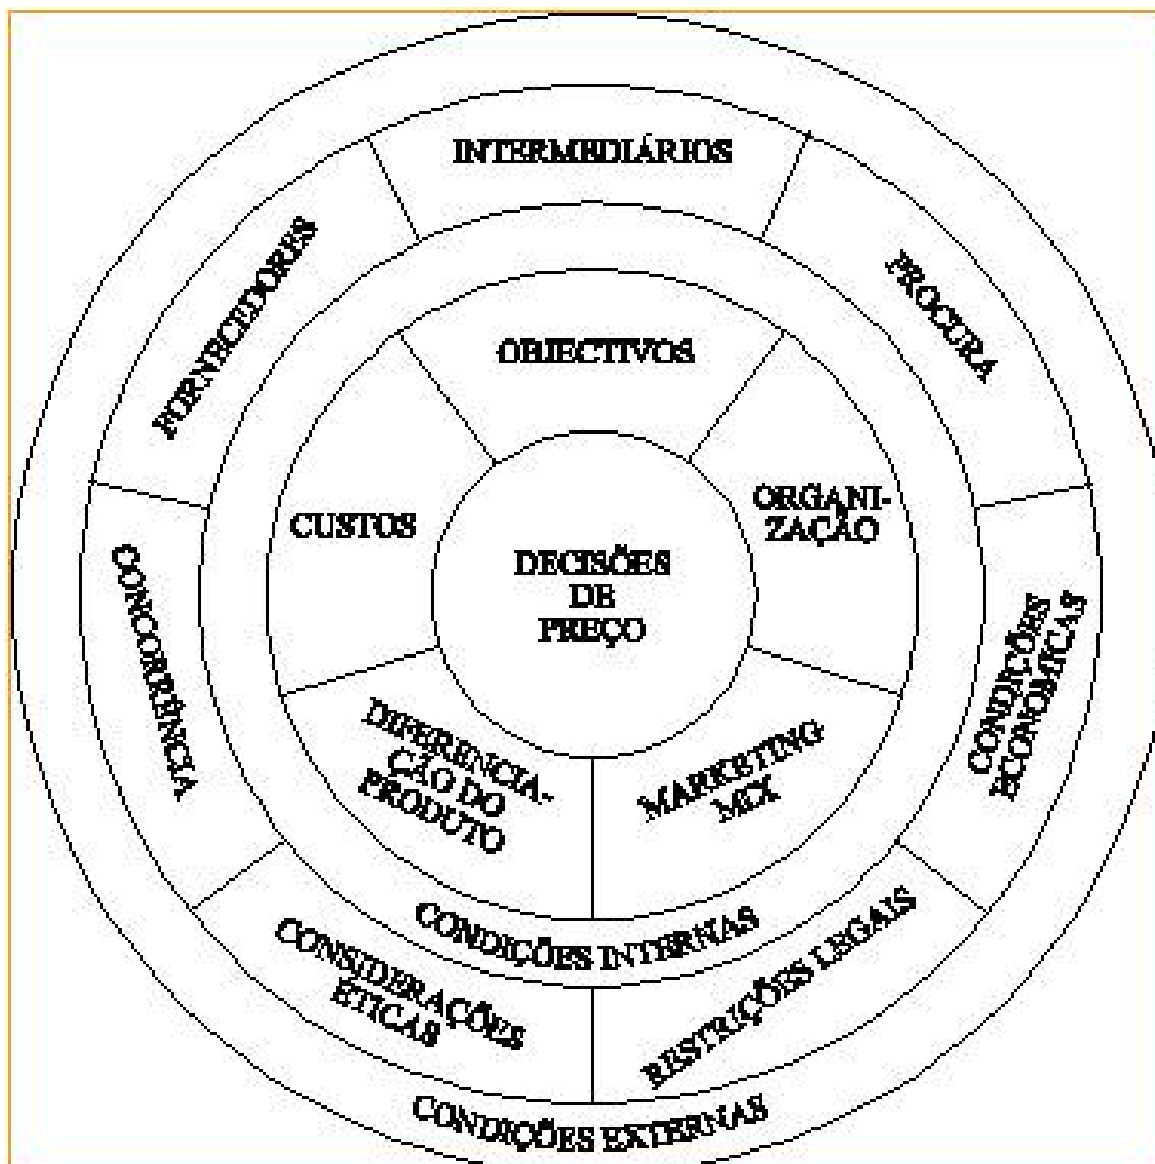 INTERMEDIÁRIOS
FORNECEDORES
PROCURA
OBJECTIVOS
CUSTOS
ORGANI-
ZAÇÃO
DECISÕES
DE
PREÇO
CONCORRÊNCIA
CONDIÇÕES
ECONOMICAS
DIFERENCIA-
ÇÃO DO
PRODUTO
MARKETING
MIX
CONDIÇÕES INTERNAS
CONSIDERAÇÕES
ÉTICAS
RESTRIÇÕES LEGAIS
CONDIÇÕES EXTERNAS